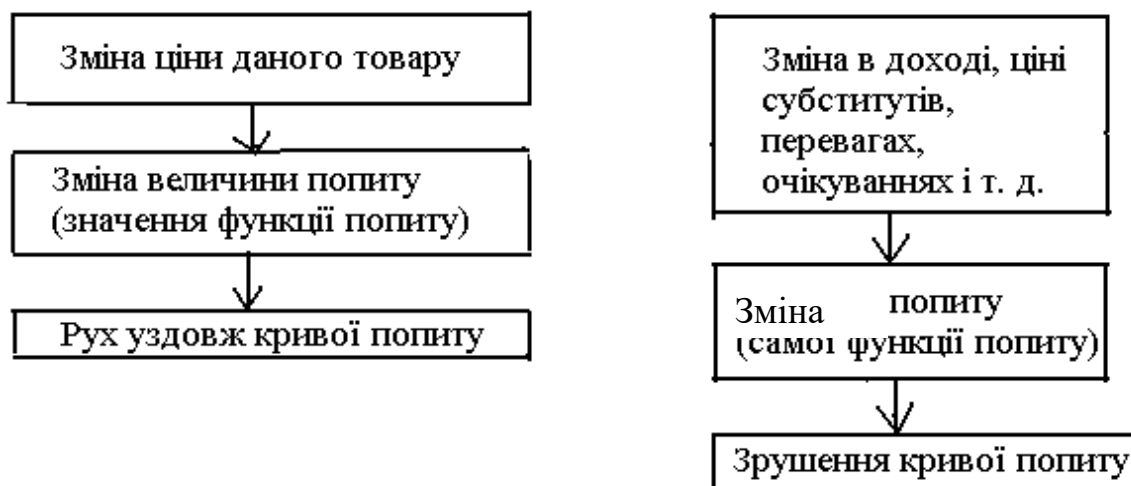 Зміна ціни даного товару
Зміна величини попиту
(значення функції попиту)
Рух уздовж кривої попиту
Зміна в доході, ціні
субститутів,
перевагах,
очікуваннях і т. д.
Зміна попиту
(самої функції попиту)
Зрушення кривої попиту